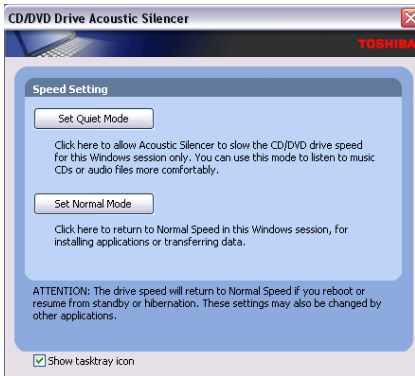 CD/DVD Drive Acoustic Silencer
TOSHIBA
Speed Setting
Set Quiet Mode
Click here to allow Acoustic Silencer to slow the CD/DVD drive speed
for this Windows session only. You can use this mode to listen to music
CDs or audio files more comfortably.
Set Normal Mode
Click here to return to Normal Speed in this Windows session, for
installing applications or transferring data.
ATTENTION: The drive speed will return to Normal Speed if you reboot or
resume from standby or hibernation. These settings may also be changed by
other applications.
Show tasktray icon